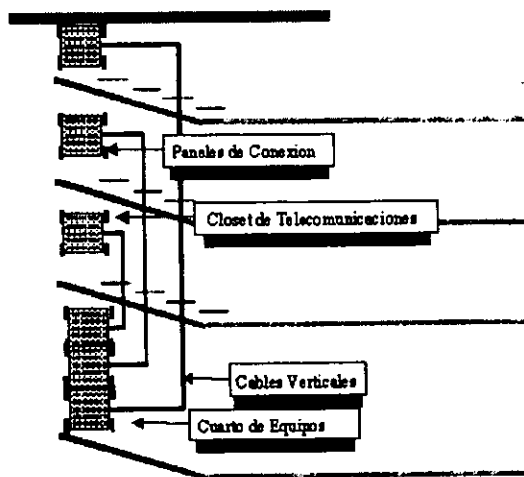 Paneles de Conexion
Closet de Telecomunicaciones
Cables Verticales
Cuarto de Equipos